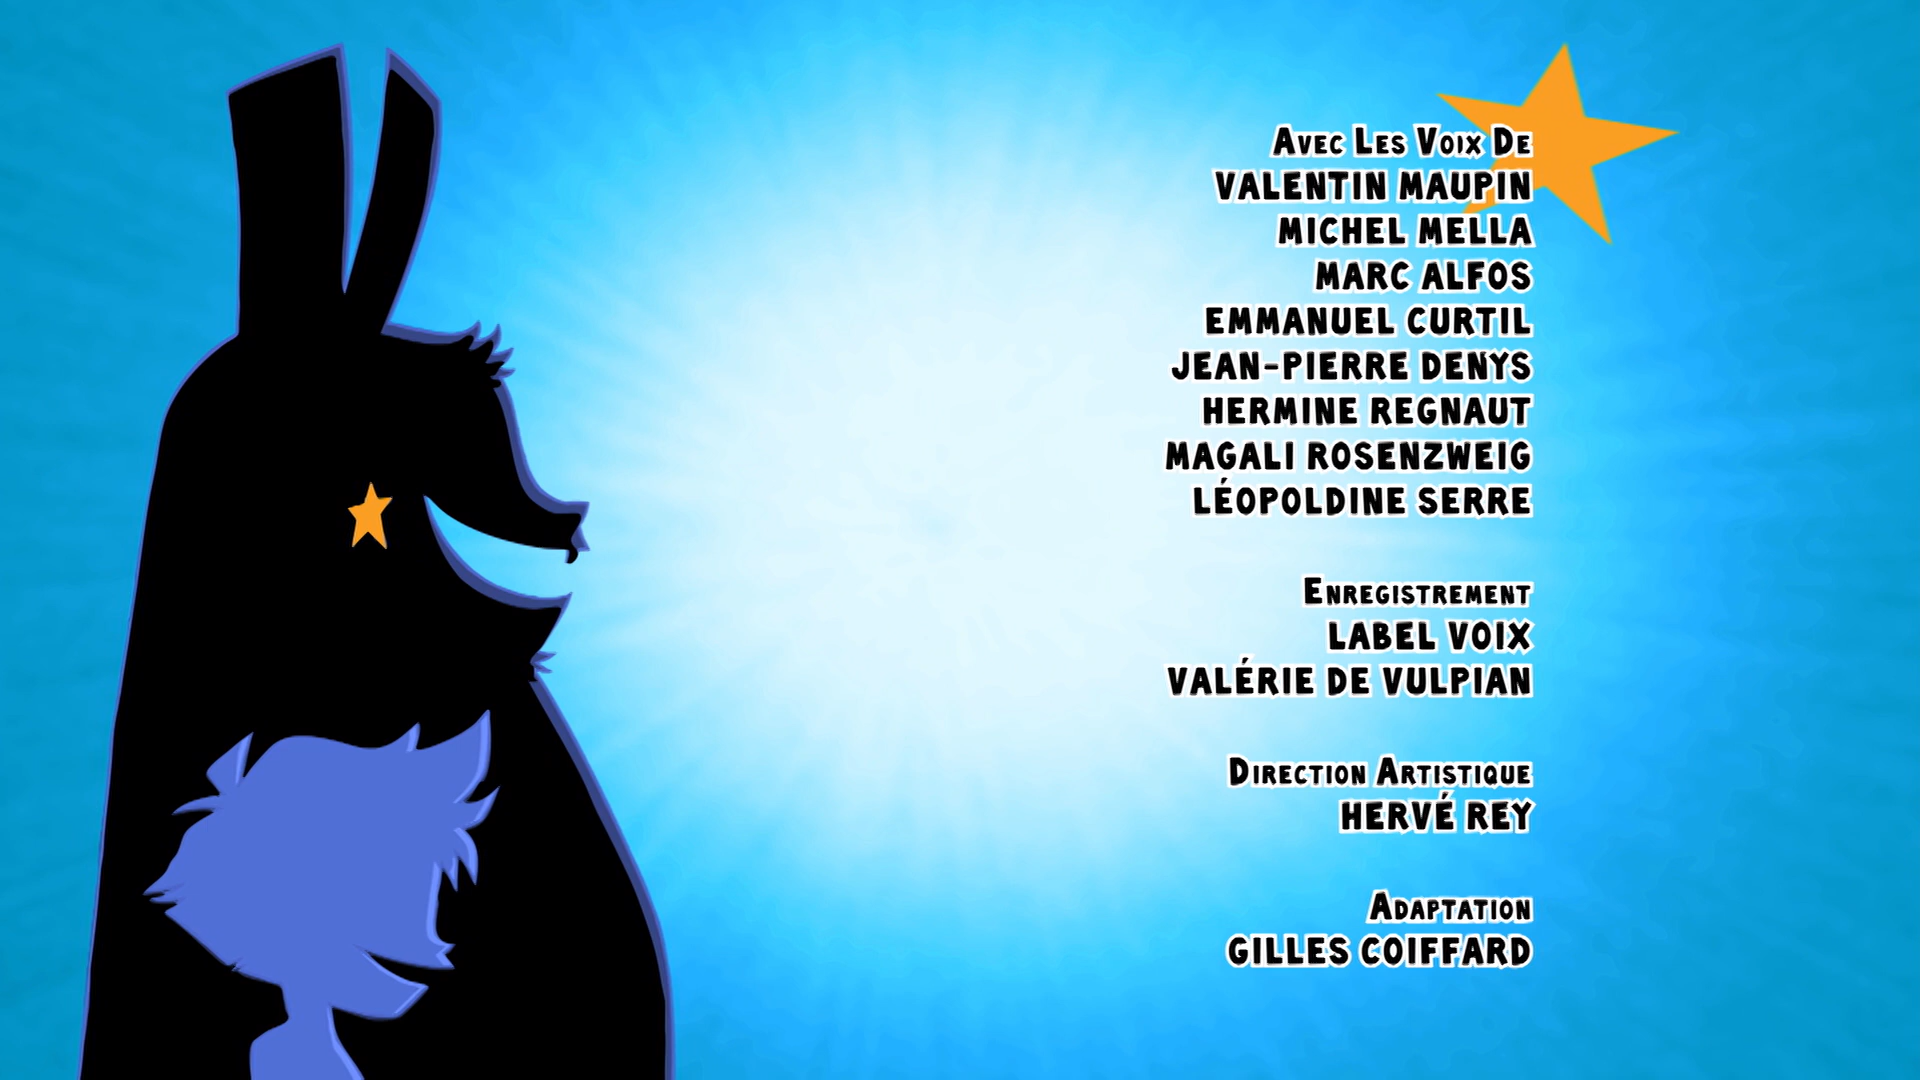 Avec Les Voix De
VALENTIN MAUPIN
MICHEL MELLA
MARC ALFOS
EMMANUEL CURTIL
JEAN-PIERRE DENYS
HERMINE REGNAUT
MAGALI ROSENZWEIG
LÉOPOLDINE SERRE
Enregistrement
LABEL VOIX
VALÉRIE DE VULPIAN
Direction Artistique
HERVÉ REY
Adaptation
GILLES COIFFARD